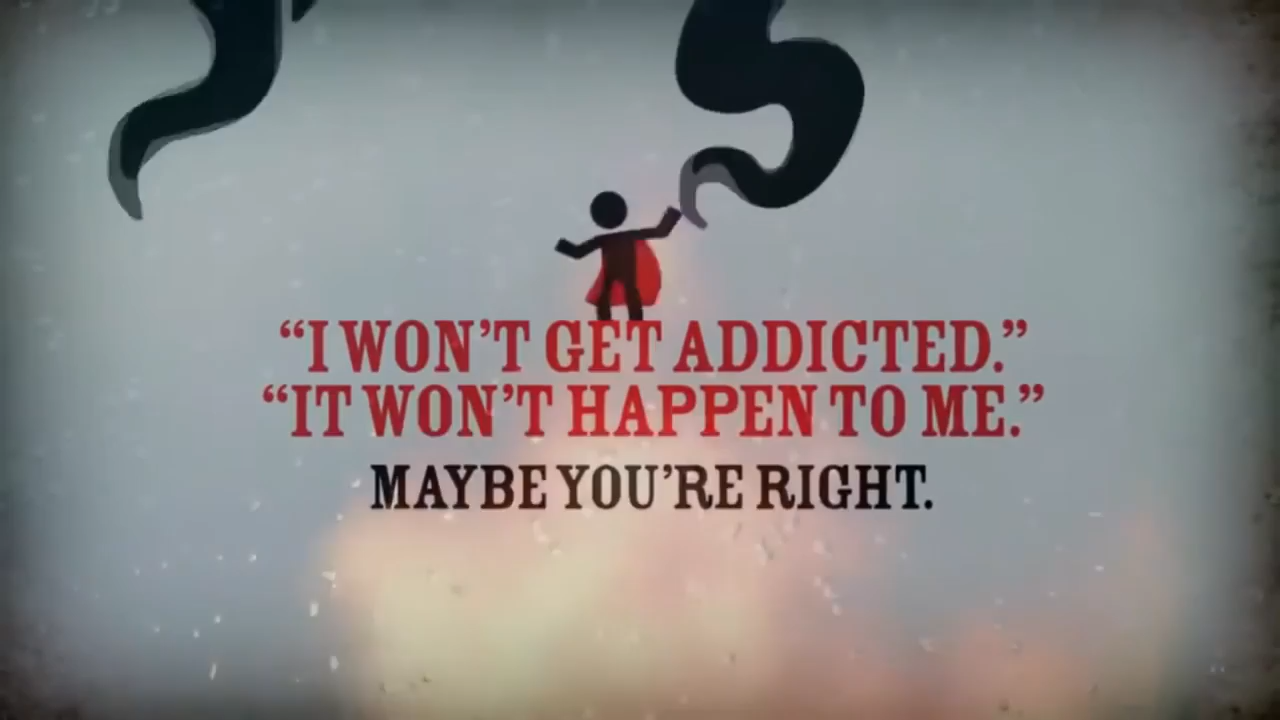 “I WON’T GET ADDICTED.”
“IT WON’T HAPPEN TO ME.”
MAYBE YOU’RE RIGHT.